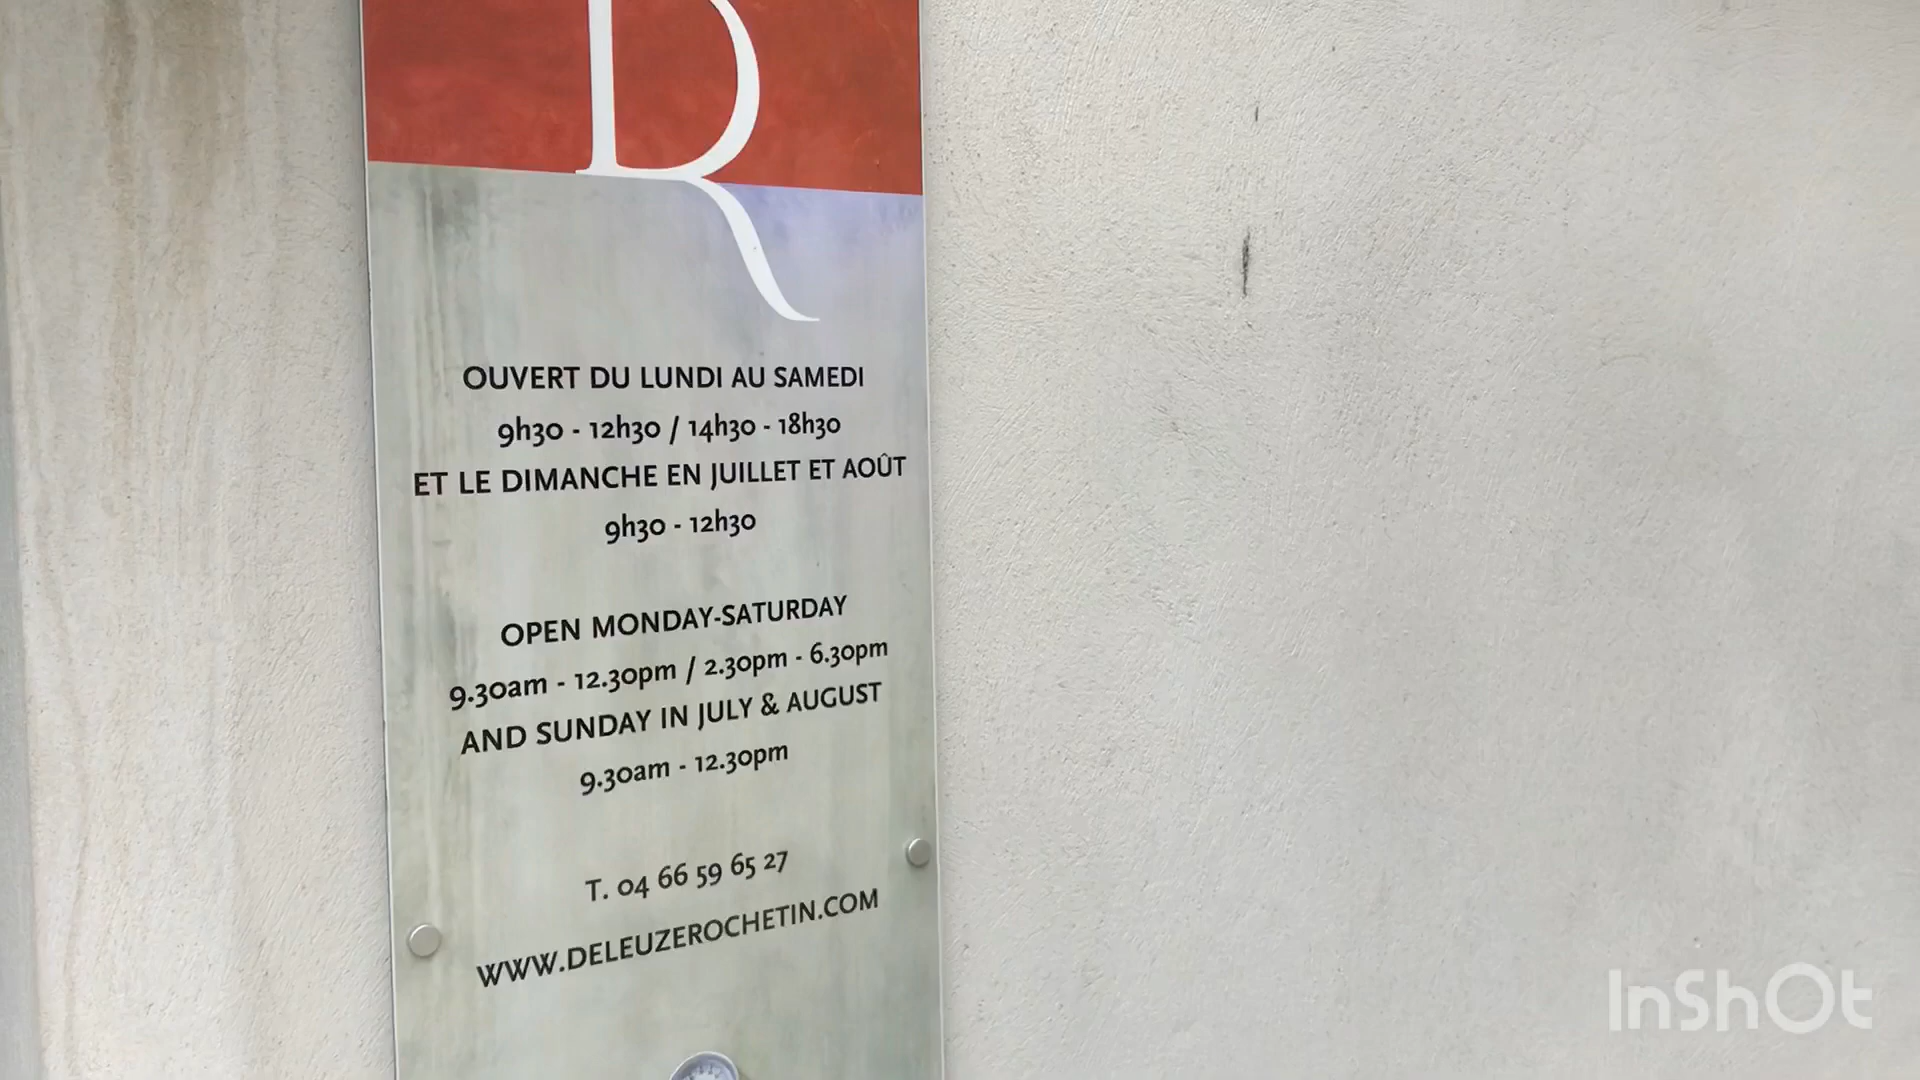 DR
OUVERT DU LUNDI AU SAMEDI
9h30 - 12h30 / 14h30 - 18h30
ET LE DIMANCHE EN JUILLET ET AOÛT
9h30 - 12h30
OPEN MONDAY-SATURDAY
9.30am - 12.30pm / 2.30pm - 6.30pm
AND SUNDAY IN JULY & AUGUST
9.30am - 12.30pm
T. 04 66 59 65 27
WWW.DELEUZEROCHETIN.COM
InShOt